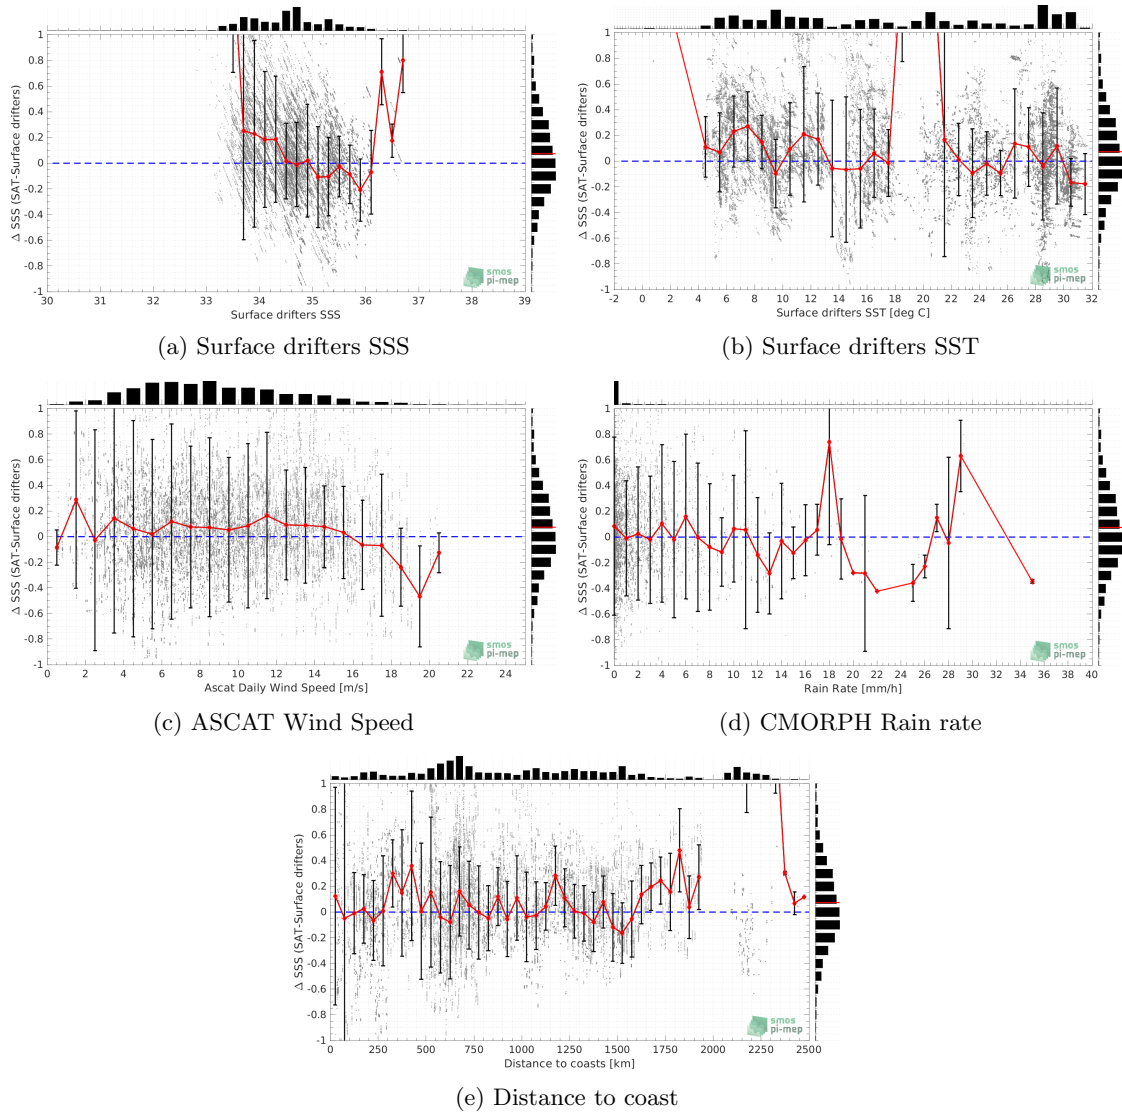 1
0.8
0.6
0.4
0.2
0
-0.2
-0.4
-0.6
-0.8
-1
Δ SSS (SAT-Surface drifters)
30 31 32 33 34 35 36 37 38 39
Surface drifters SSS
smos
pi-mep
(a) Surface drifters SSS
1
0.8
0.6
0.4
0.2
0
-0.2
-0.4
-0.6
-0.8
-1
Δ SSS (SAT-Surface drifters)
-2 0 2 4 6 8 10 12 14 16 18 20 22 24 26 28 30 32
Surface drifters SST [deg C]
smos
pi-mep
(b) Surface drifters SST
1
0.8
0.6
0.4
0.2
0
-0.2
-0.4
-0.6
-0.8
-1
Δ SSS (SAT-Surface drifters)
0 2 4 6 8 10 12 14 16 18 20 22 24
Ascat Daily Wind Speed [m/s]
smos
pi-mep
(c) ASCAT Wind Speed
1
0.8
0.6
0.4
0.2
0
-0.2
-0.4
-0.6
-0.8
-1
Δ SSS (SAT-Surface drifters)
0 2 4 6 8 10 12 14 16 18 20 22 24 26 28 30 32 34 36 38 40
Rain Rate [mm/h]
smos
pi-mep
(d) CMORPH Rain rate
1
0.8
0.6
0.4
0.2
0
-0.2
-0.4
-0.6
-0.8
-1
Δ SSS (SAT-Surface drifters)
0 250 500 750 1000 1250 1500 1750 2000 2250 2500
Distance to coasts [km]
smos
pi-mep
(e) Distance to coast